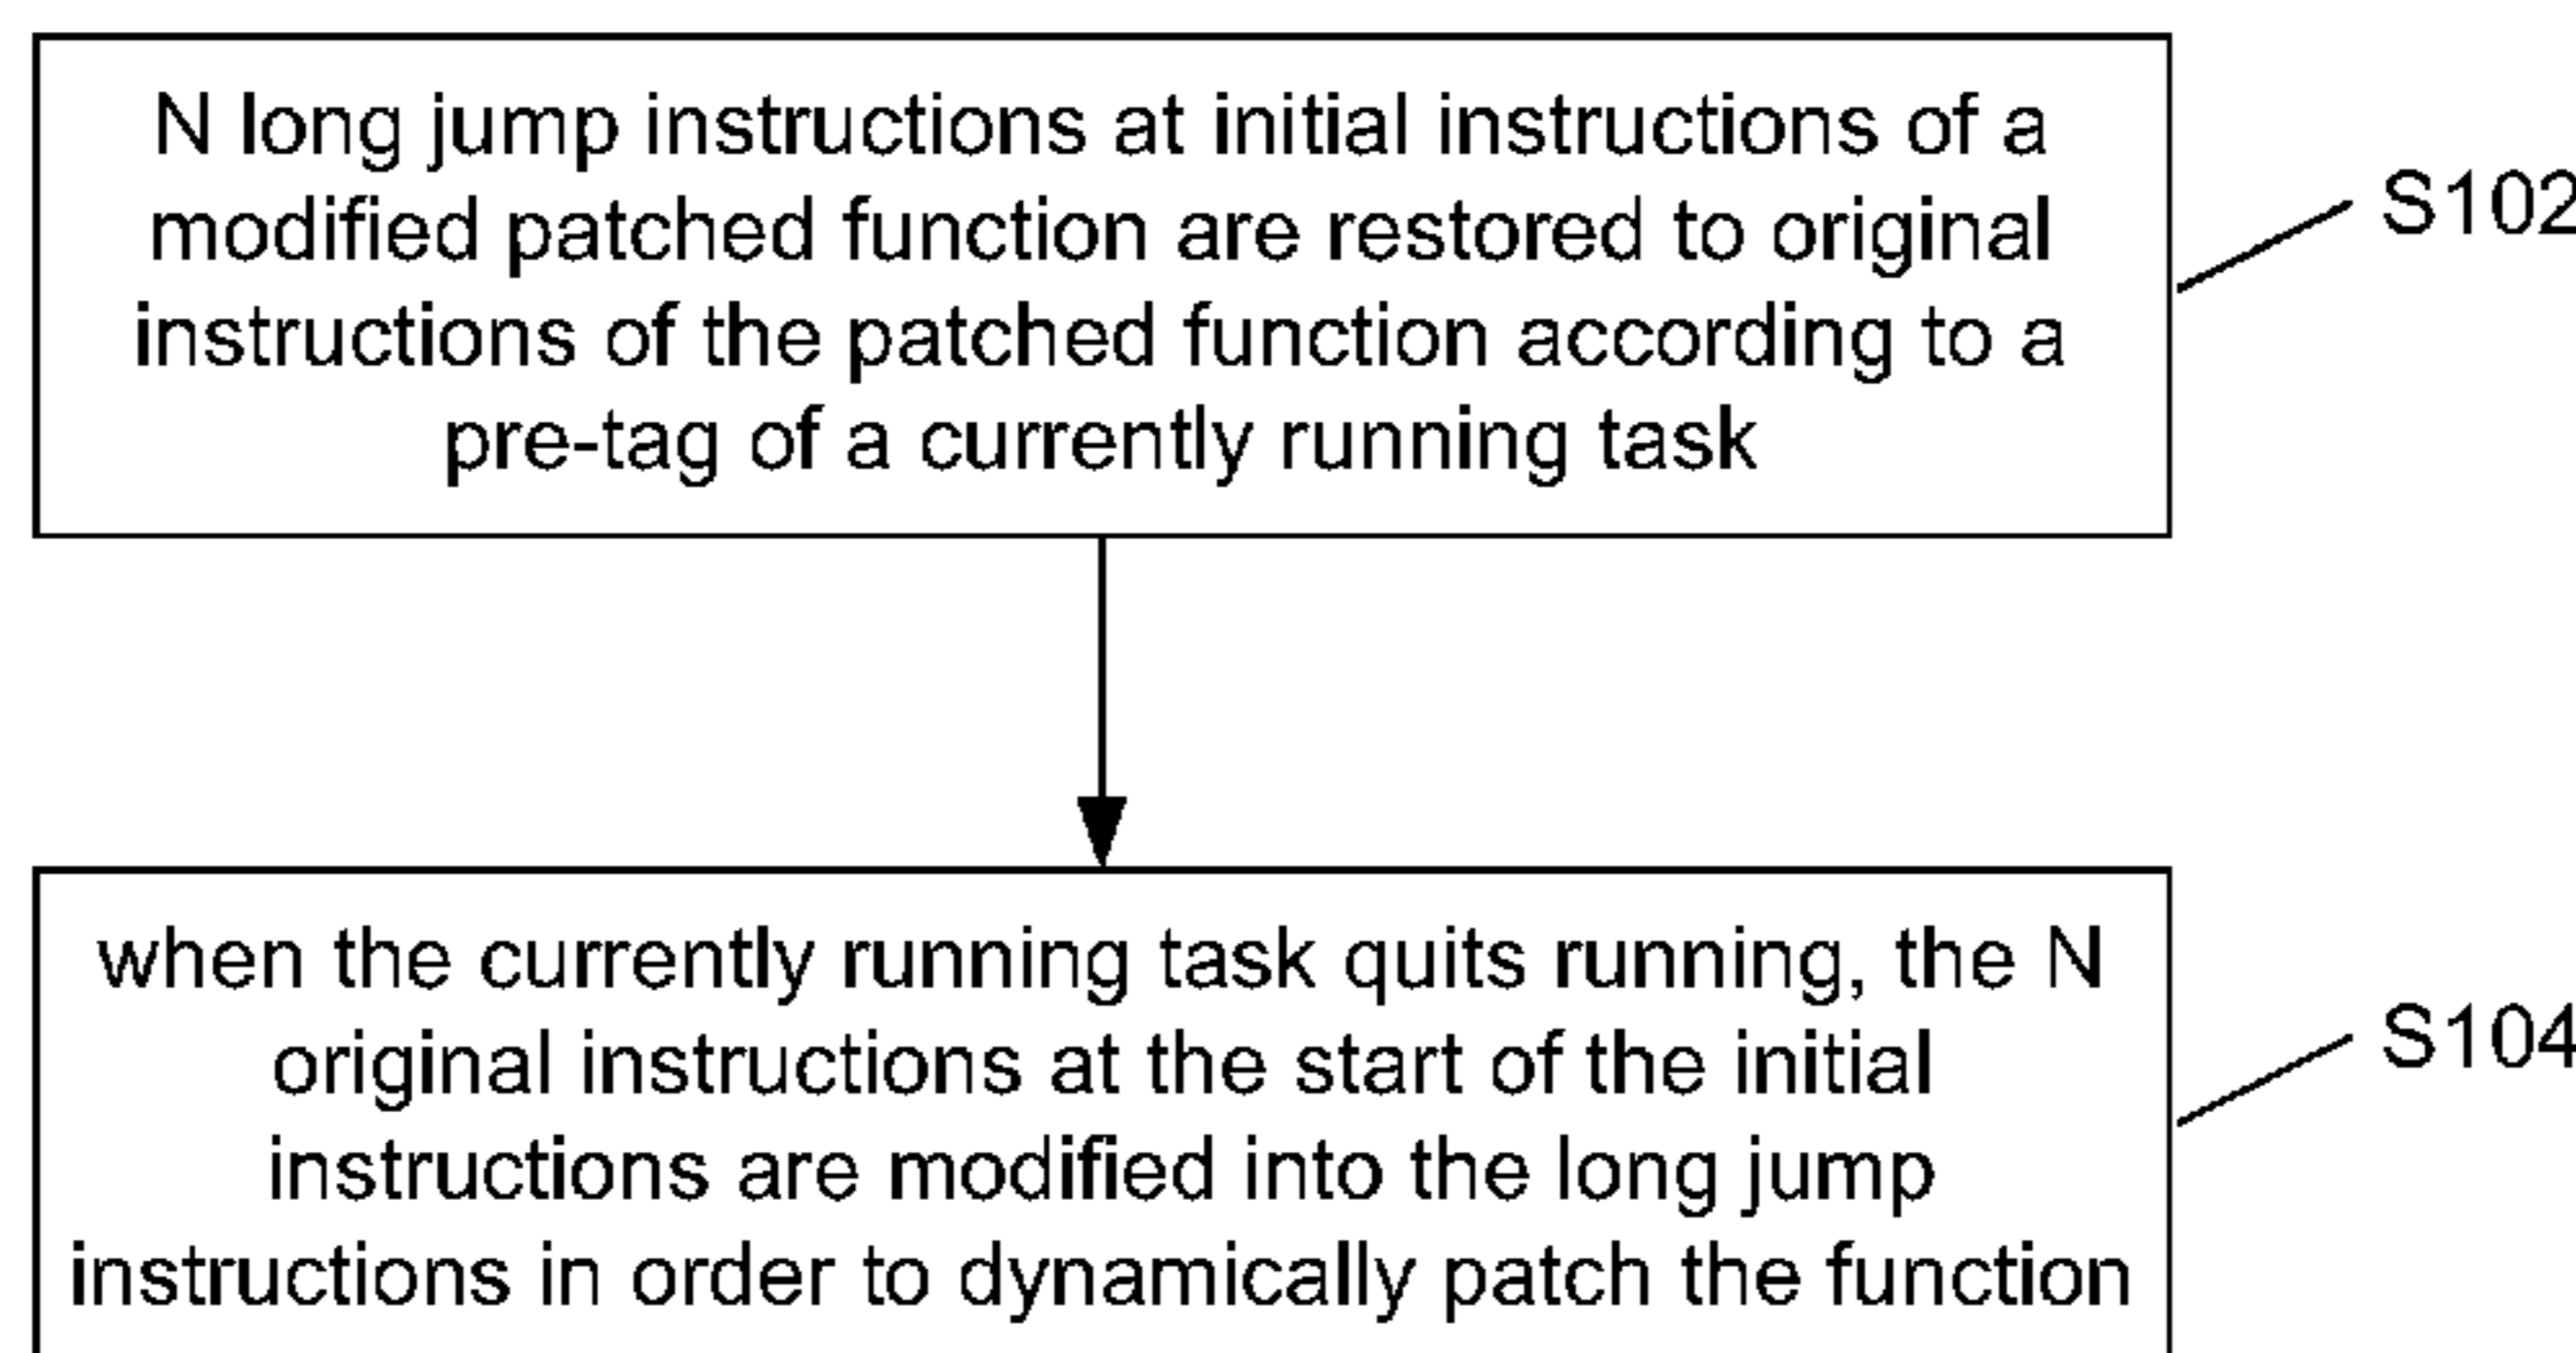 N long jump instructions at initial instructions of a
modified patched function are restored to original
instructions of the patched function according to a
pre-tag of a currently running task
S102
when the currently running task quits running, the N
original instructions at the start of the initial
instructions are modified into the long jump
instructions in order to dynamically patch the function
S104